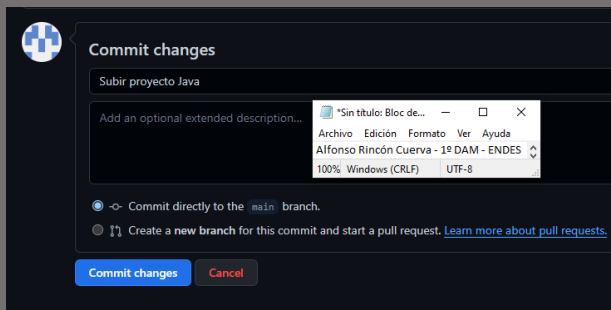 Commit changes
Subir proyecto Java
Add an optional extended description...
*Sin título: Bloc de...
Archivo Edición Formato Ver Ayuda
Alfonso Rincón Cuerva - 1º DAM - ENDES
100% Windows (CRLF) UTF-8
Commit directly to the main branch.
Create a new branch for this commit and start a pull request. Learn more about pull requests.
Commit changes Cancel